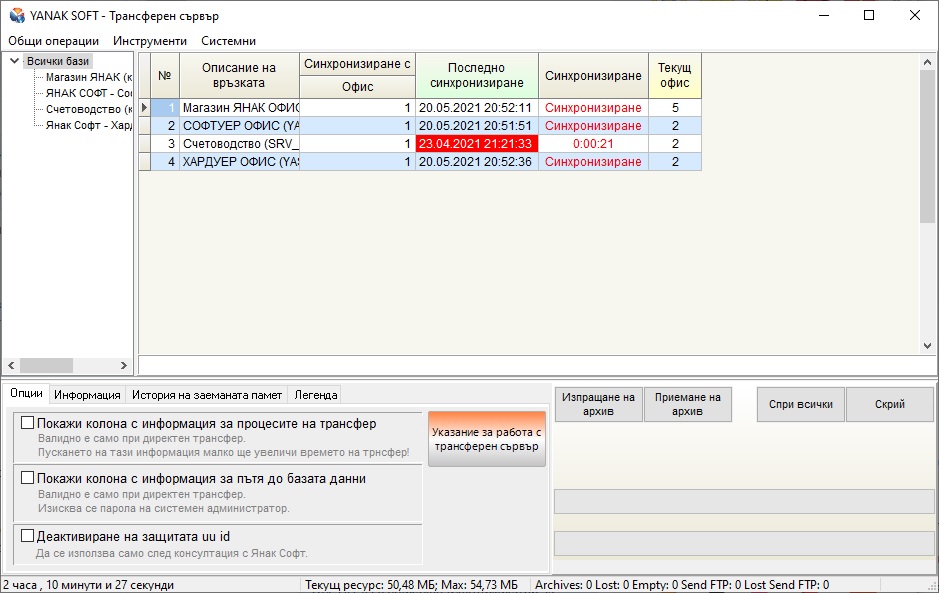 YANAK SOFT - Трансферен сървър
Общи операции Инструменти Системни
Всички бази
Магазин ЯНАК (к
ЯНАК СОФТ - Со
Счетоводство (к
Янак Софт - Хард
№ Описание на връзката Синхронизиране с Офис Последно синхронизиране Синхронизиране Текущ офис
1 Магазин ЯНАК ОФИС 1 20.05.2021 20:52:11 Синхронизиране 5
2 СОФТУЕР ОФИС (YA 1 20.05.2021 20:51:51 Синхронизиране 2
3 Счетоводство (SRV_ 1 23.04.2021 21:21:33 0:00:21 2
4 ХАРДУЕР ОФИС (YAS 1 20.05.2021 20:52:36 Синхронизиране 2
Опции Информация История на заеманата памет Легенда
Покажи колона с информация за процесите на трансфер
Валидно е само при директен трансфер.
Пускането на тази информация малко ще увеличи времето на трнсфер!
Покажи колона с информация за пътя до базата данни
Валидно е само при директен трансфер.
Изисква се парола на системен администратор.
Деактивиране на защитата uu id
Да се използва само след консултация с Янак Софт.
Указание за работа с
трансферен сървър
Изпращане на
архив
Приемане на
архив
Спри всички
Скрий
2 часа , 10 минути и 27 секунди
Текущ ресурс: 50,48 МБ; Max: 54,73 МБ
Archives: 0 Lost: 0 Empty: 0 Send FTP: 0 Lost Send FTP: 0